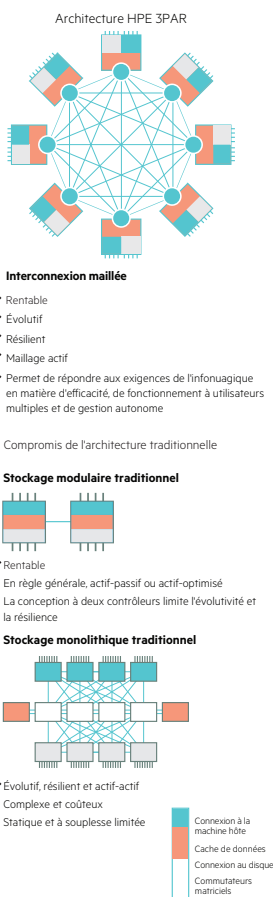 Architecture HPE 3PAR
Interconnexion maillée
• Rentable
• Évolutif
• Résilient
• Maillage actif
• Permet de répondre aux exigences de l'infonuagique
en matière d'efficacité, de fonctionnement à utilisateurs
multiples et de gestion autonome
Compromis de l'architecture traditionnelle
Stockage modulaire traditionnel
• Rentable
En règle générale, actif-passif ou actif-optimisé
La conception à deux contrôleurs limite l'évolutivité et
la résilience
Stockage monolithique traditionnel
• Évolutif, résilient et actif-actif
Complexe et coûteux
Statique et à souplesse limitée
Connexion à la
machine hôte
Cache de données
Connexion au disque
Commutateurs
matriciels